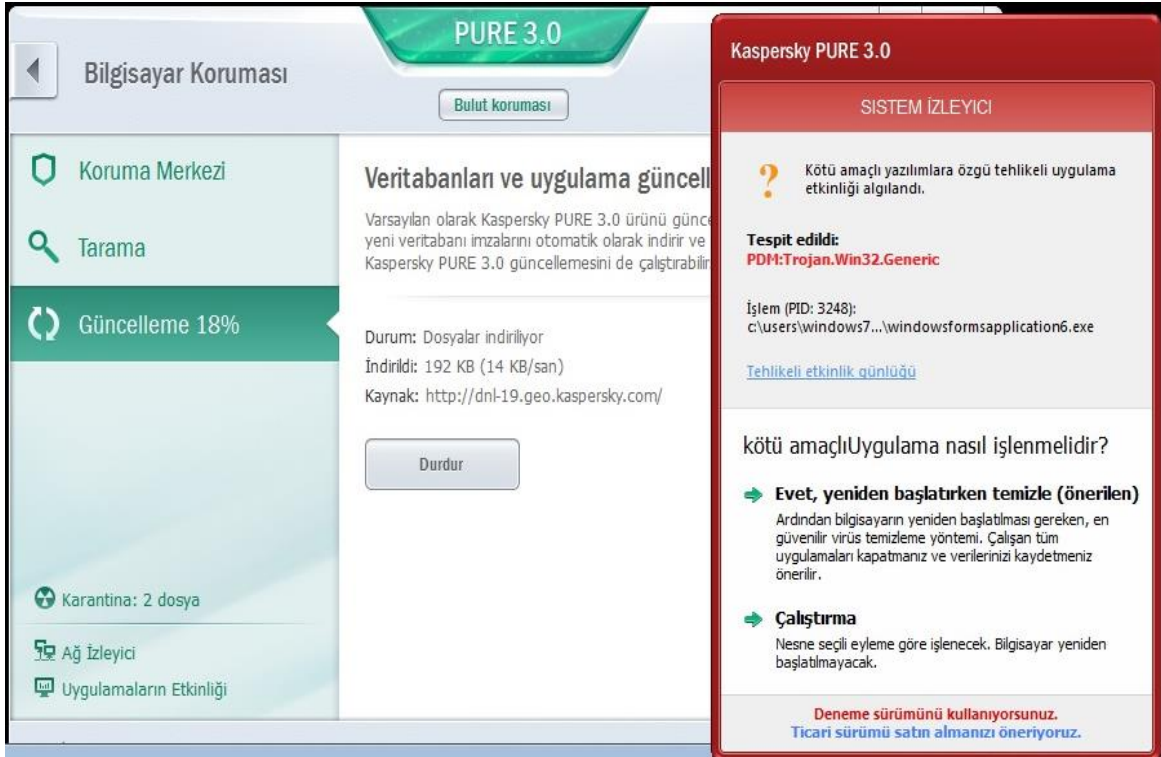 PURE 3.0
Bilgisayar Koruması
Bulut koruması
Koruma Merkezi
Tarama
Güncelleme 18%
Karantina: 2 dosya
Ağ İzleyici
Uygulamaların Etkinliği
Veritabanları ve uygulama güncell
Varsayılan olarak Kaspersky PURE 3.0 ürünü günce
yeni veritabanı imzalarını otomatik olarak indirir ve
Kaspersky PURE 3.0 güncellemesini de çalıştırabilir
Durum: Dosyalar indiriliyor
İndirildi: 192 KB (14 KB/san)
Kaynak: http://dnl-19.geo.kaspersky.com/
Durdur
Kaspersky PURE 3.0
SISTEM İZLEYICI
Kötü amaçlı yazılımlara özgü tehlikeli uygulama
etkinliği algılandı.
Tespit edildi:
PDM:Trojan.Win32.Generic
İşlem (PID: 3248):
c:\users\windows7...\windowsformsapplication6.exe
Tehlikeli etkinlik günlüğü
kötü amaçlıUygulama nasıl işlenmelidir?
Evet, yeniden başlatırken temizle (önerilen)
Ardından bilgisayarın yeniden başlatılması gereken, en
güvenilir virüs temizleme yöntemi. Çalışan tüm
uygulamaları kapatmanız ve verilerinizi kaydetmeniz
önerilir.
Çalıştırma
Nesne seçili eyleme göre işlenecek. Bilgisayar yeniden
başlatılmayacak.
Deneme sürümünü kullanıyorsunuz.
Ticari sürümü satın almanızı öneriyoruz.